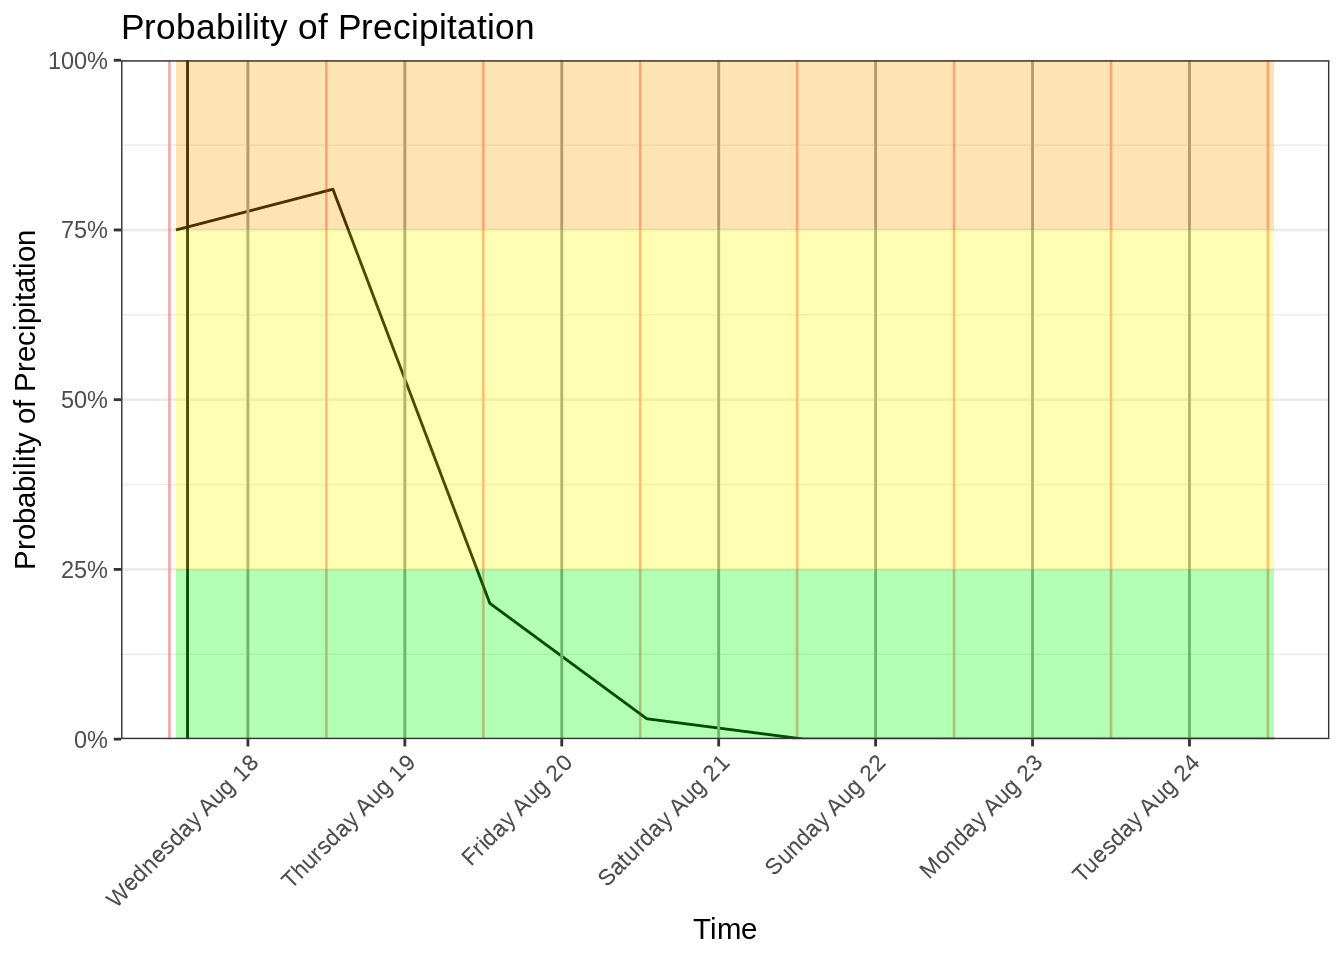 Probability of Precipitation
Probability of Precipitation
100%
75%
50%
25%
0%
Wednesday Aug 18
Thursday Aug 19
Friday Aug 20
Saturday Aug 21
Sunday Aug 22
Monday Aug 23
Tuesday Aug 24
Time